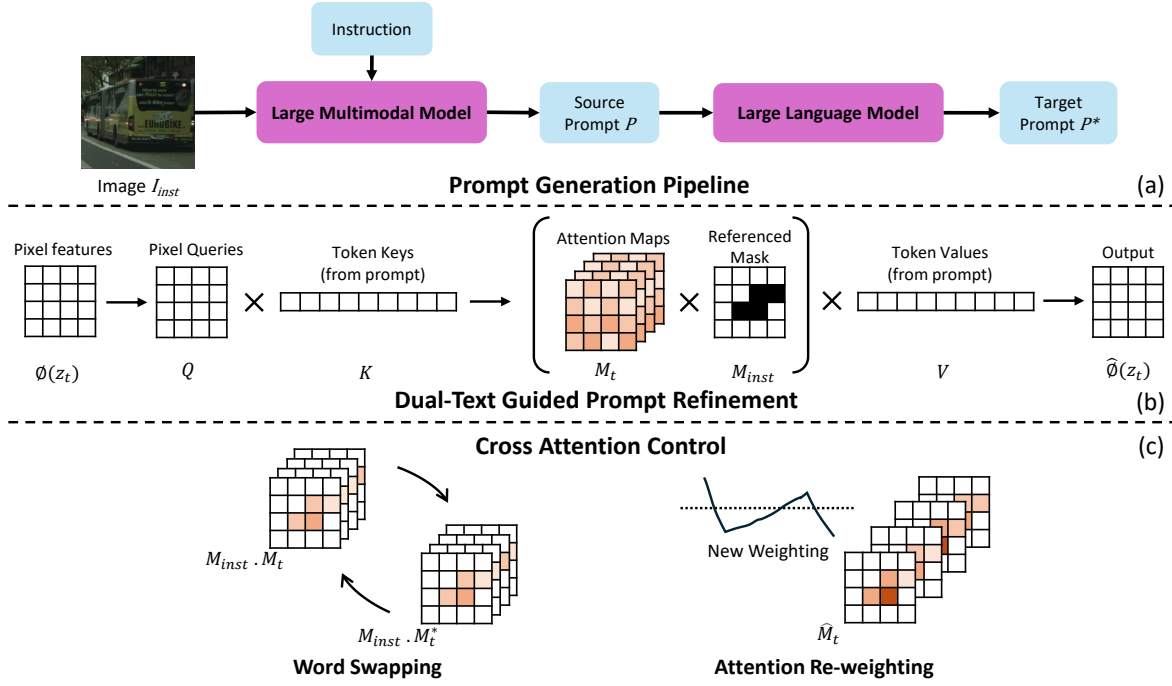 Instruction
EUROBIKE
Large Multimodal Model
Source
Prompt P
Large Language Model
Target
Prompt P*
Image I_inst
Prompt Generation Pipeline
(a)
Pixel features
Pixel Queries
Token Keys
(from prompt)
Attention Maps
Referenced
Mask
Token Values
(from prompt)
Output
× × ×
∅(z_t)
Q
K
M_t
M_inst
V
∅̂(z_t)
Dual-Text Guided Prompt Refinement
(b)
Cross Attention Control
(c)
M_inst . M_t
M_inst . M_t^*
Word Swapping
New Weighting
M̂_t
Attention Re-weighting